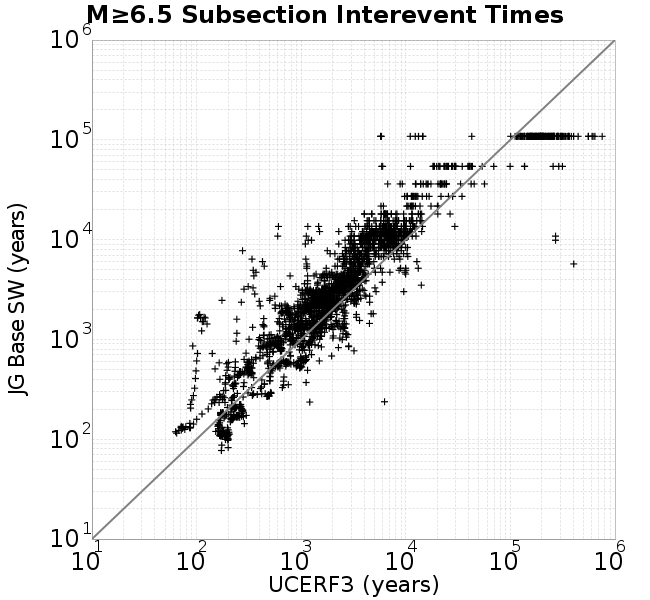 M≥6.5 Subsection Interevent Times
10^6
10^5
10^4
10^3
10^2
10^1
JG Base SW (years)
10^1 10^2 10^3 10^4 10^5 10^6
UCERF3 (years)